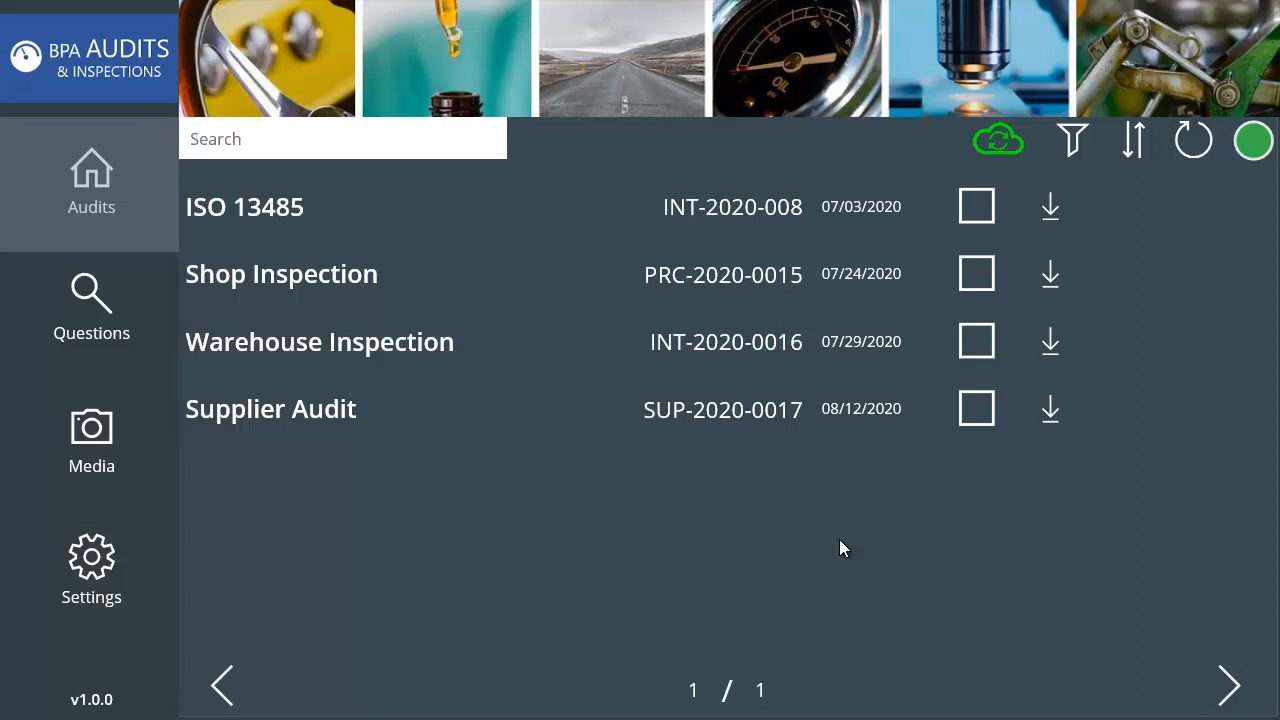 BPA AUDITS
& INSPECTIONS
Search
Audits
ISO 13485 INT-2020-008 07/03/2020
Shop Inspection PRC-2020-0015 07/24/2020
Questions
Warehouse Inspection INT-2020-0016 07/29/2020
Supplier Audit SUP-2020-0017 08/12/2020
Media
Settings
v1.0.0
1 / 1